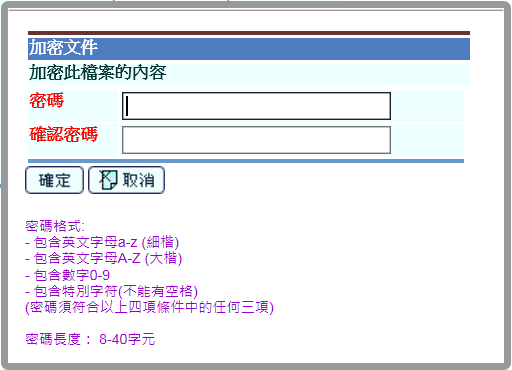 加密文件
加密此檔案的內容
密碼
確認密碼
確定 取消
密碼格式:
- 包含英文字母a-z (細楷)
- 包含英文字母A-Z (大楷)
- 包含數字0-9
- 包含特別字符(不能有空格)
(密碼須符合以上四項條件中的任何三項)
密碼長度： 8-40字元